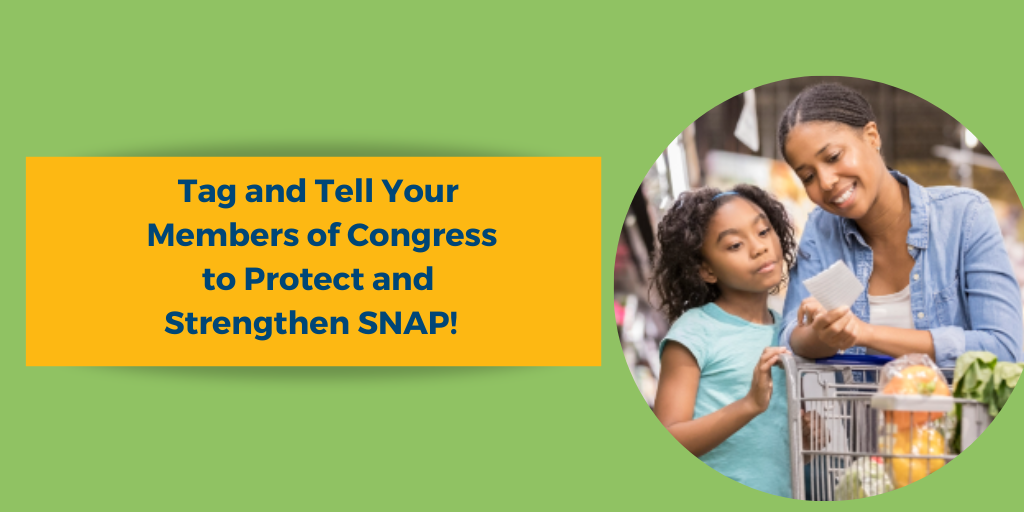 Tag and Tell Your
Members of Congress
to Protect and
Strengthen SNAP!